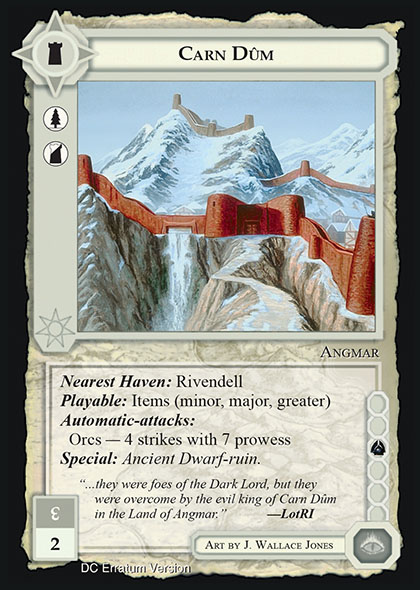 CARN DÛM
ANGMAR
Nearest Haven: Rivendell
Playable: Items (minor, major, greater)
Automatic-attacks:
Orcs — 4 strikes with 7 prowess
Special: Ancient Dwarf-ruin.
“...they were foes of the Dark Lord, but they
were overcome by the evil king of Carn Dûm
in the Land of Angmar.” —LotRI
ε
2
ART BY J. WALLACE JONES
DC Erratum Version